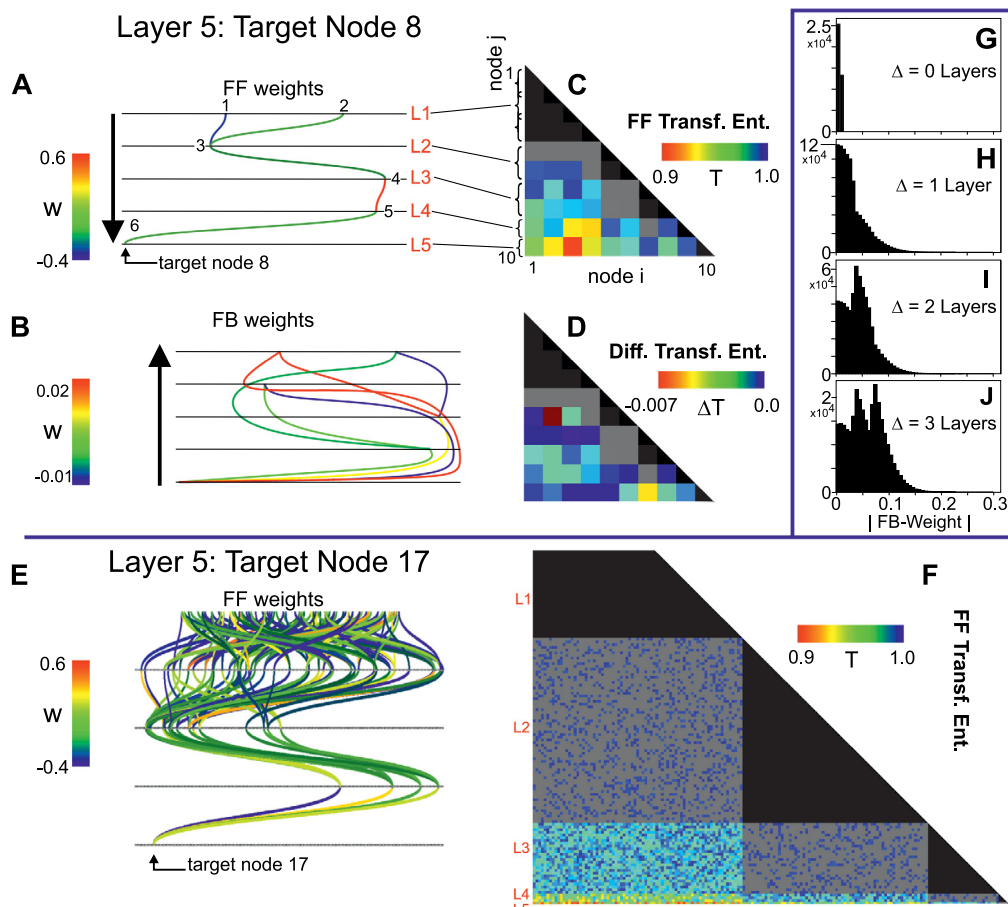 Layer 5: Target Node 8
A
FF weights
1
2
3
4
5
6
L1
L2
L3
L4
L5
0.6
W
-0.4
target node 8
node j
1
10
C
FF Transf. Ent.
0.9
T
1.0
1
10
node i
B
FB weights
0.02
W
-0.01
D
Diff. Transf. Ent.
-0.007
ΔT
0.0
G
2.5
x10⁴
Δ = 0 Layers
0
H
12
x10⁴
Δ = 1 Layer
0
I
6
x10⁴
Δ = 2 Layers
0
J
2
x10⁴
Δ = 3 Layers
0
0
0.1
0.2
0.3
| FB-Weight |
E
Layer 5: Target Node 17
FF weights
0.6
W
-0.4
target node 17
F
L1
L2
L3
L4
L5
0.9
T
1.0
FF Transf. Ent.